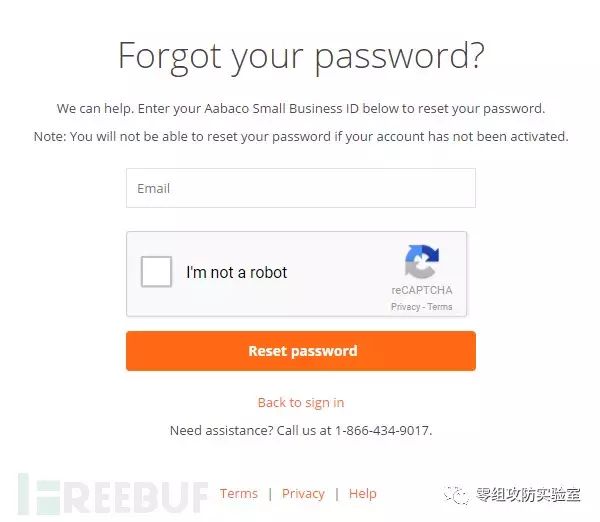 Forgot your password?
We can help. Enter your Aabaco Small Business ID below to reset your password.
Note: You will not be able to reset your password if your account has not been activated.
Email
I'm not a robot
reCAPTCHA
Privacy - Terms
Reset password
Back to sign in
Need assistance? Call us at 1-866-434-9017.
FREEBUF
Terms | Privacy | Help
零组攻防实验室